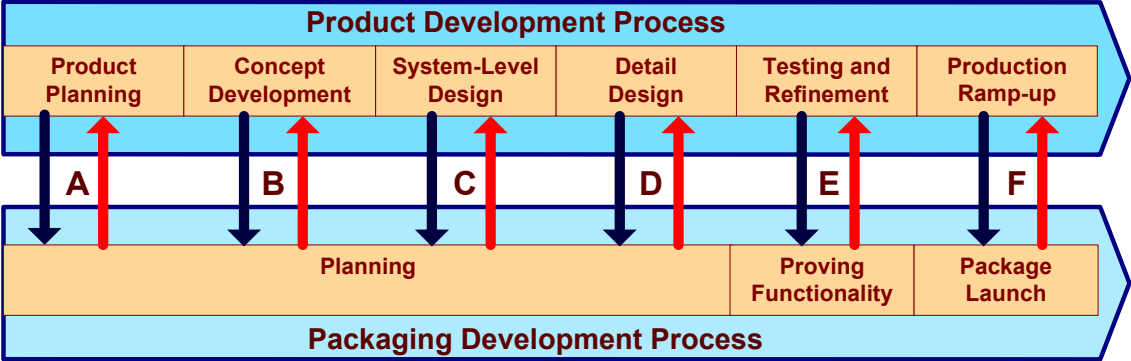 Product Development Process
Product Planning
Concept Development
System-Level Design
Detail Design
Testing and Refinement
Production Ramp-up
A
B
C
D
E
F
Planning
Proving Functionality
Package Launch
Packaging Development Process